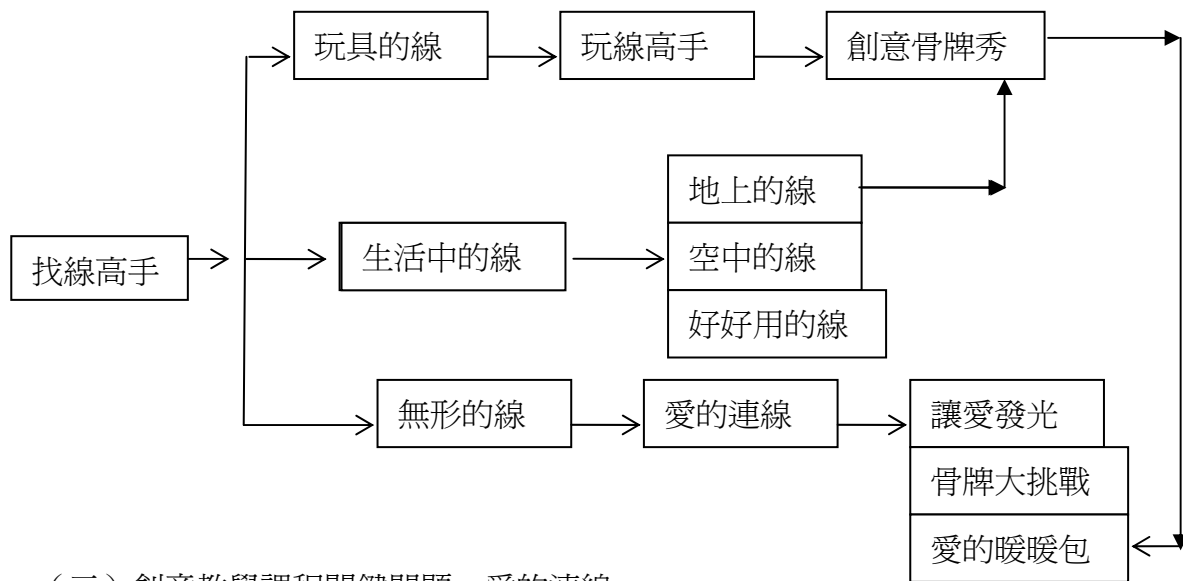 玩具的線
玩線高手
創意骨牌秀
地上的線
找線高手
生活中的線
空中的線
好好用的線
無形的線
愛的連線
讓愛發光
骨牌大挑戰
愛的暖暖包